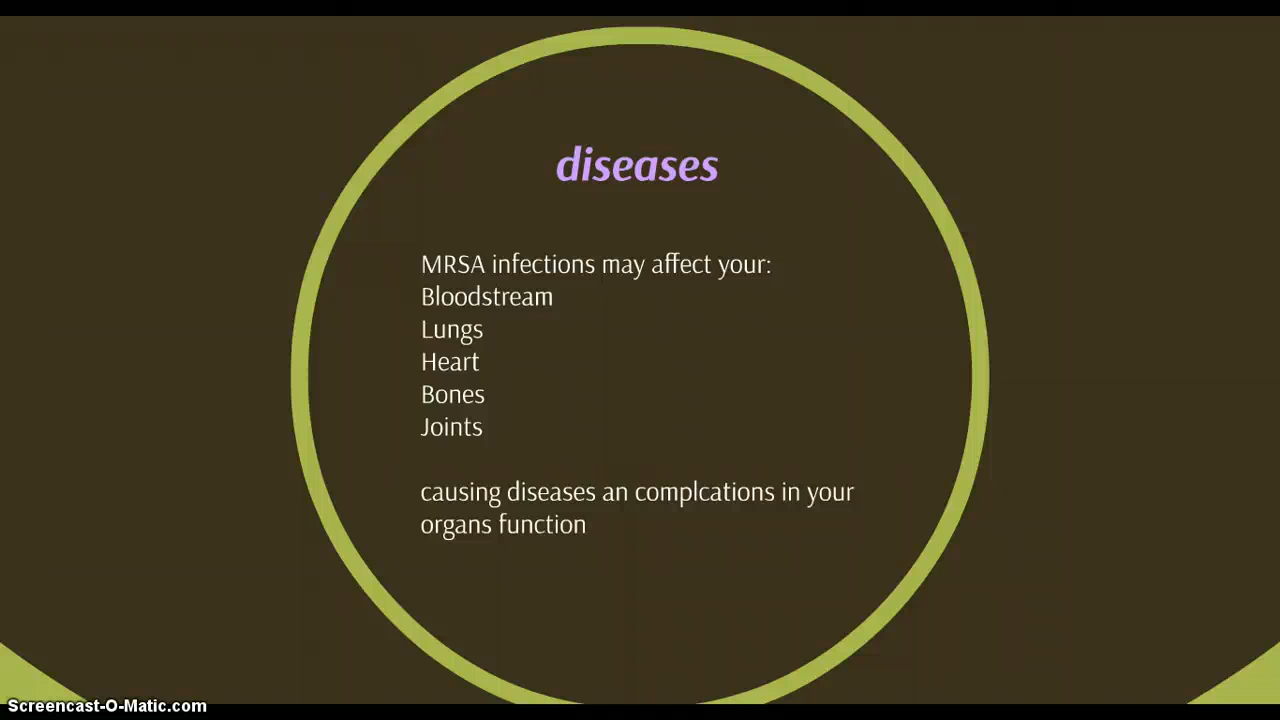 diseases
MRSA infections may affect your:
Bloodstream
Lungs
Heart
Bones
Joints
causing diseases an complcations in your
organs function
Screencast-O-Matic.com